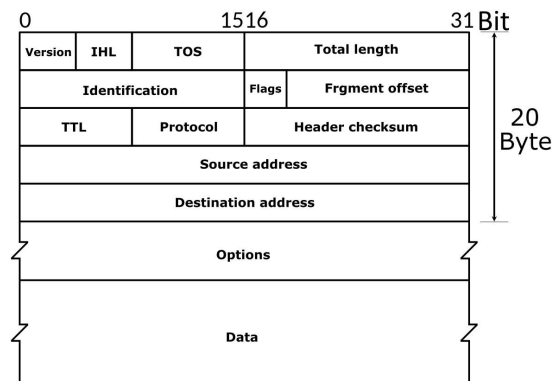 0 1516 31 Bit
Version IHL TOS Total length
Identification Flags Frgment offset
TTL Protocol Header checksum
20
Byte
Source address
Destination address
Options
Data